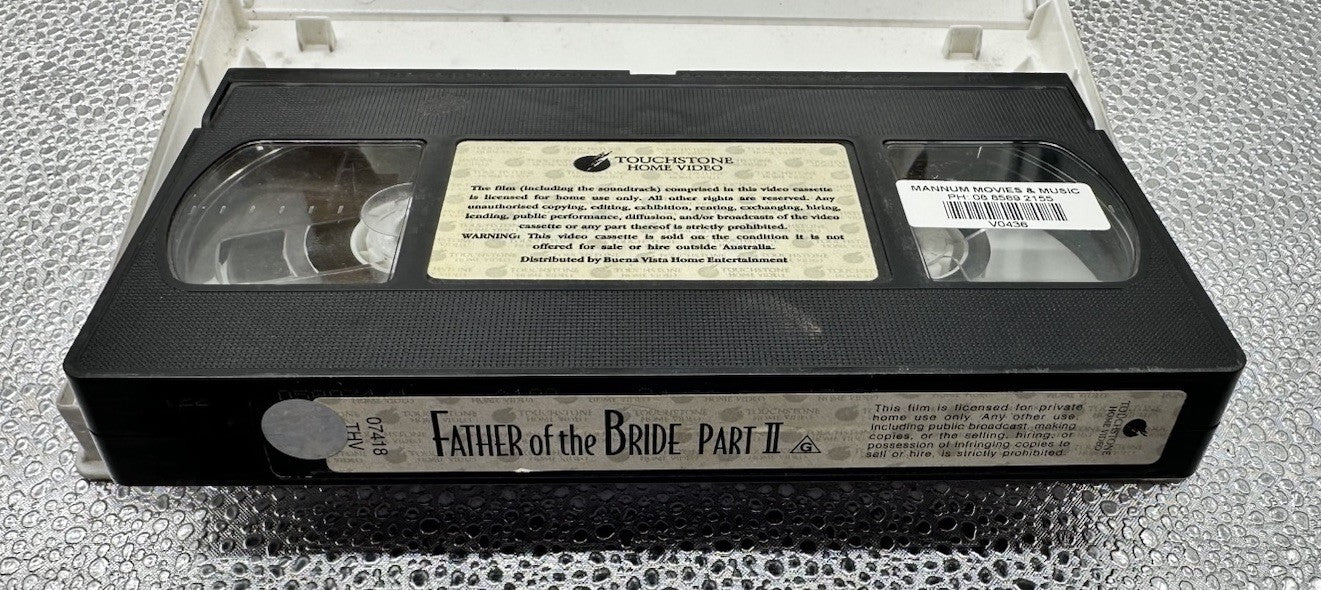 TOUCHSTONE
HOME VIDEO
The film (including the soundtrack) comprised in this video cassette
is licensed for home use only. All other rights are reserved. Any
unauthorised copying, editing, exhibition, renting, exchanging, hiring,
lending, public performance, diffusion, and/or broadcasts of the video
cassette or any part thereof is strictly prohibited.
WARNING: This video cassette is sold on the condition it is not
offered for sale or hire outside Australia.
Distributed by Buena Vista Home Entertainment
MANNUM MOVIES & MUSIC
PH: 08 8569 2155
V0436
07418
THV
FATHER of the BRIDE PART II G
This film is licensed for private
home use only. Any other use
including public broadcast, making
copies, or the selling, hiring, or
possession of infringing copies to
sell or hire, is strictly prohibited.
TOUCHSTONE
HOME VIDEO